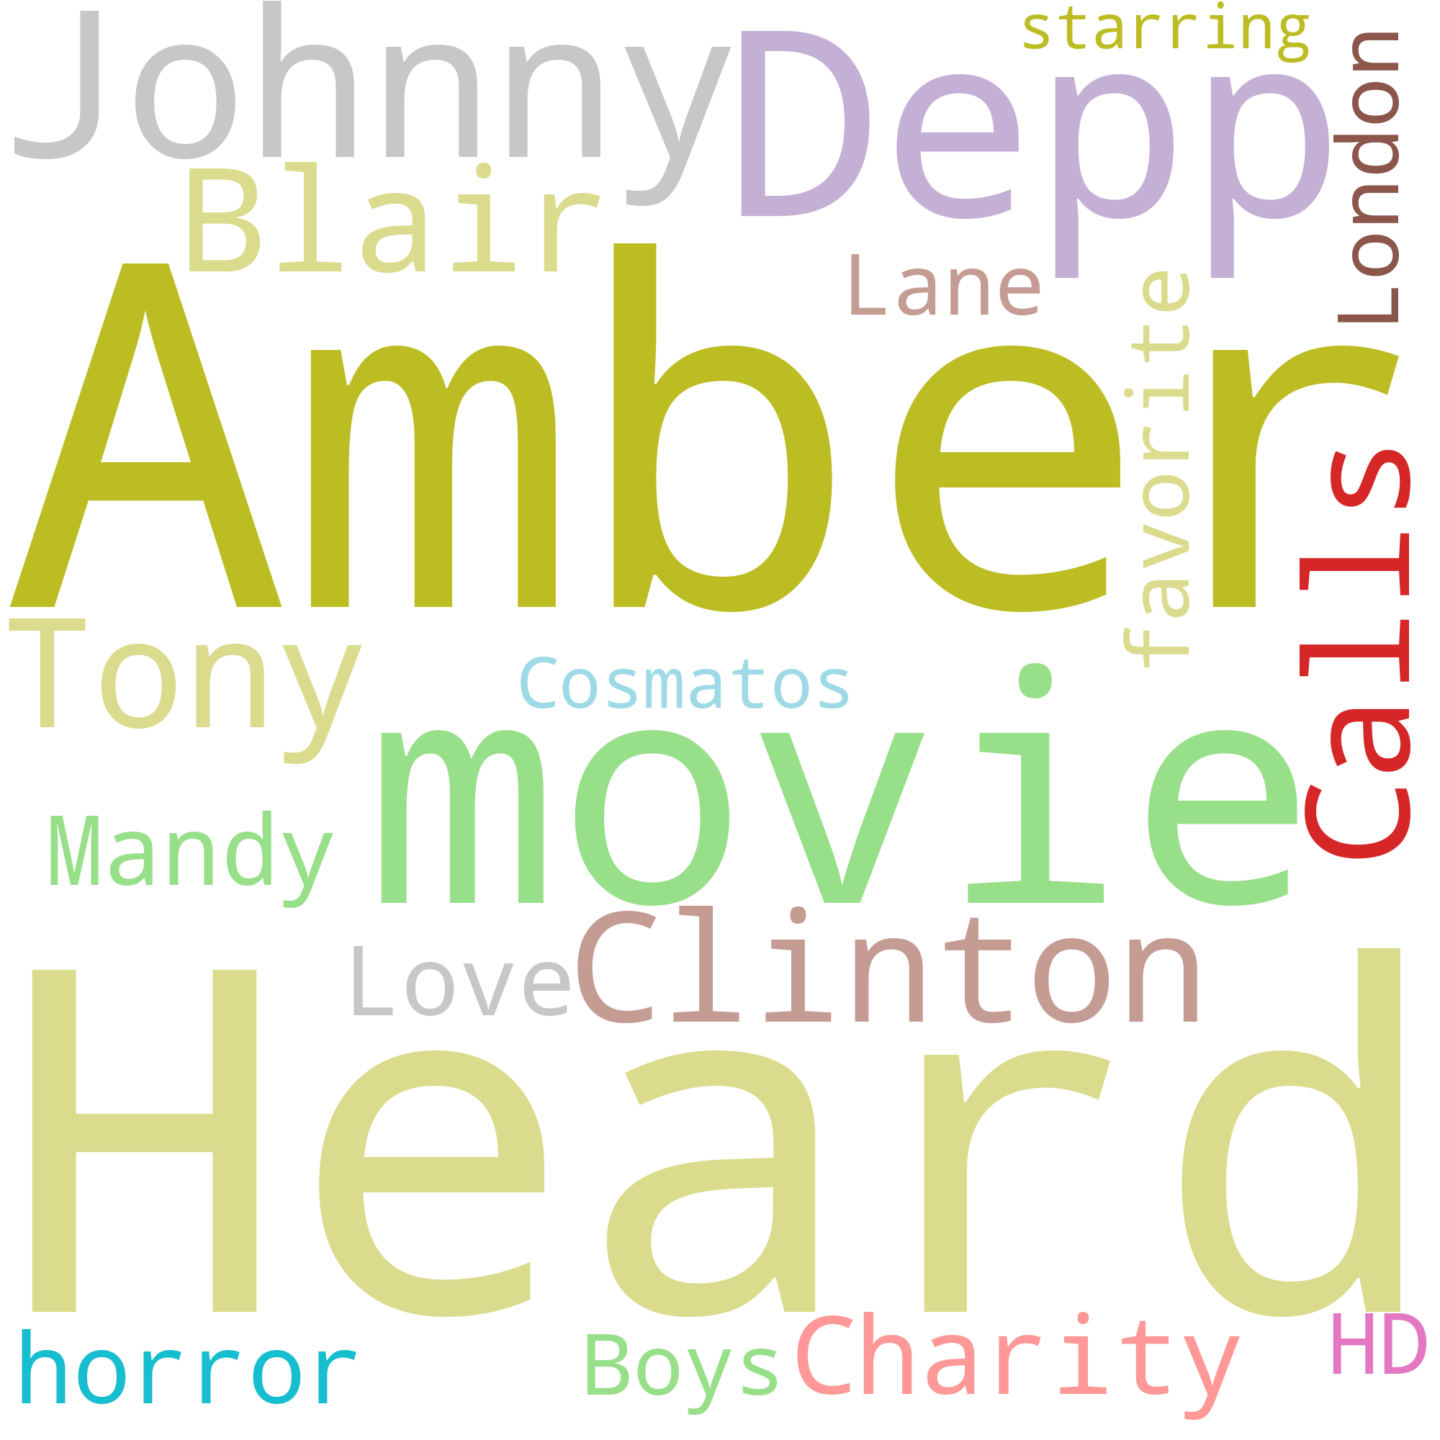 starring
Johnny
Depp
London
Blair
Lane
Amber
favorite
Calls
Tony
Cosmatos
movie
Mandy
Clinton
Love
Heard
horror
Boys
Charity
HD